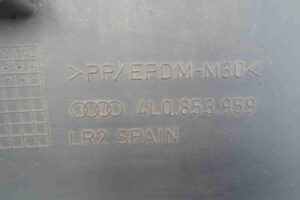 >PP/EPDM-M30<
4L0.853.959
LR2 SPAIN